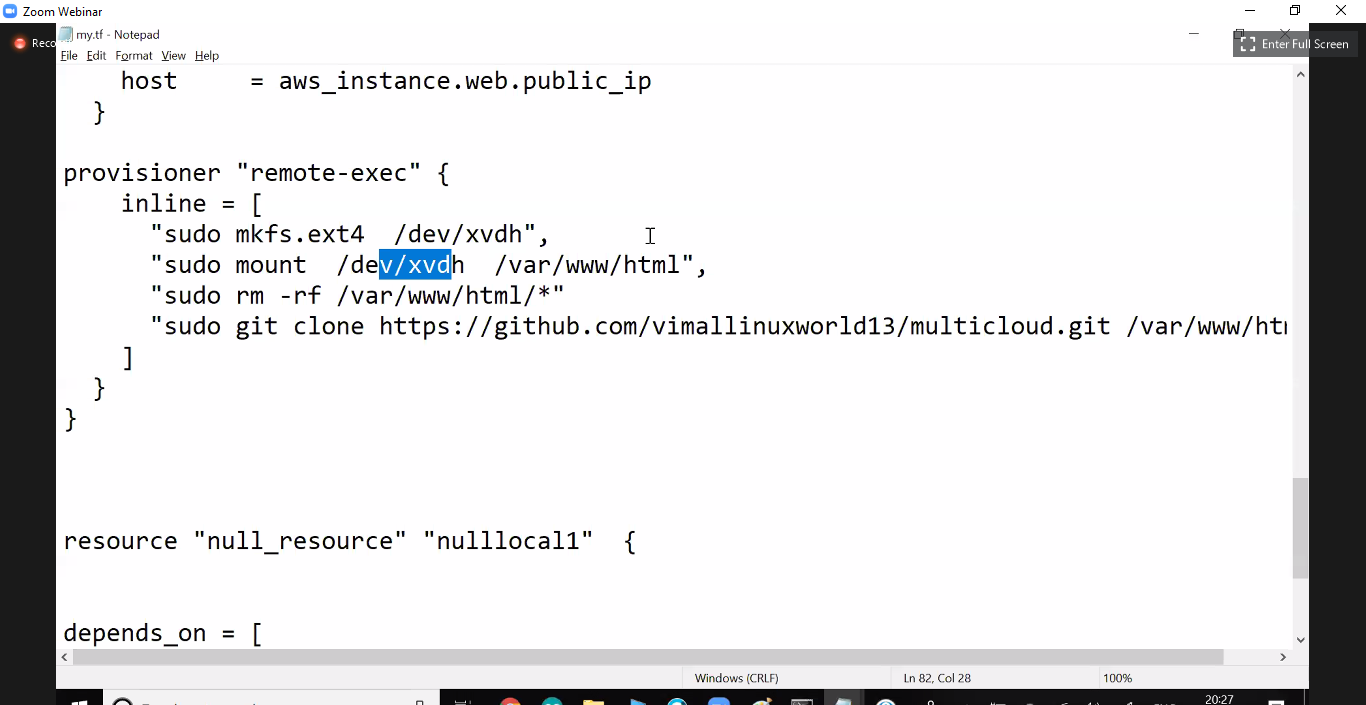 Zoom Webinar
Reco
my.tf - Notepad
Enter Full Screen
File Edit Format View Help
host = aws_instance.web.public_ip
}
provisioner "remote-exec" {
inline = [
"sudo mkfs.ext4 /dev/xvdh",
"sudo mount /dev/xvdh /var/www/html",
"sudo rm -rf /var/www/html/*"
"sudo git clone https://github.com/vimallinuxworld13/multicloud.git /var/www/ht
]
}
}
resource "null_resource" "nulllocal1" {
depends_on = [
Windows (CRLF) Ln 82, Col 28 100%
20:27